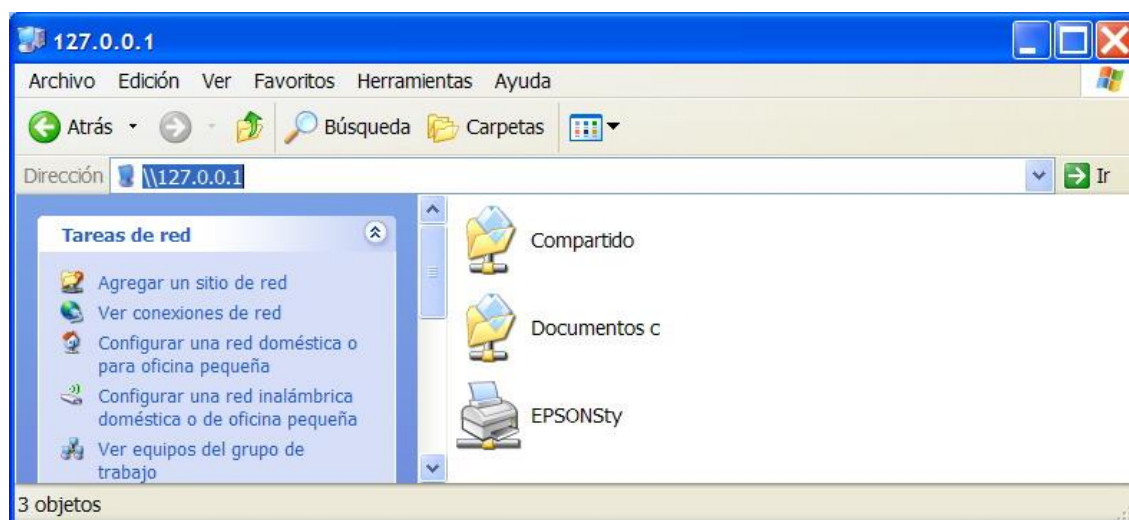 127.0.0.1
Archivo Edición Ver Favoritos Herramientas Ayuda
Atrás Búsqueda Carpetas
Dirección \\127.0.0.1 Ir
Tareas de red
Agregar un sitio de red
Ver conexiones de red
Configurar una red doméstica o
para oficina pequeña
Configurar una red inalámbrica
doméstica o de oficina pequeña
Ver equipos del grupo de
trabajo
Compartido
Documentos c
EPSONSty
3 objetos